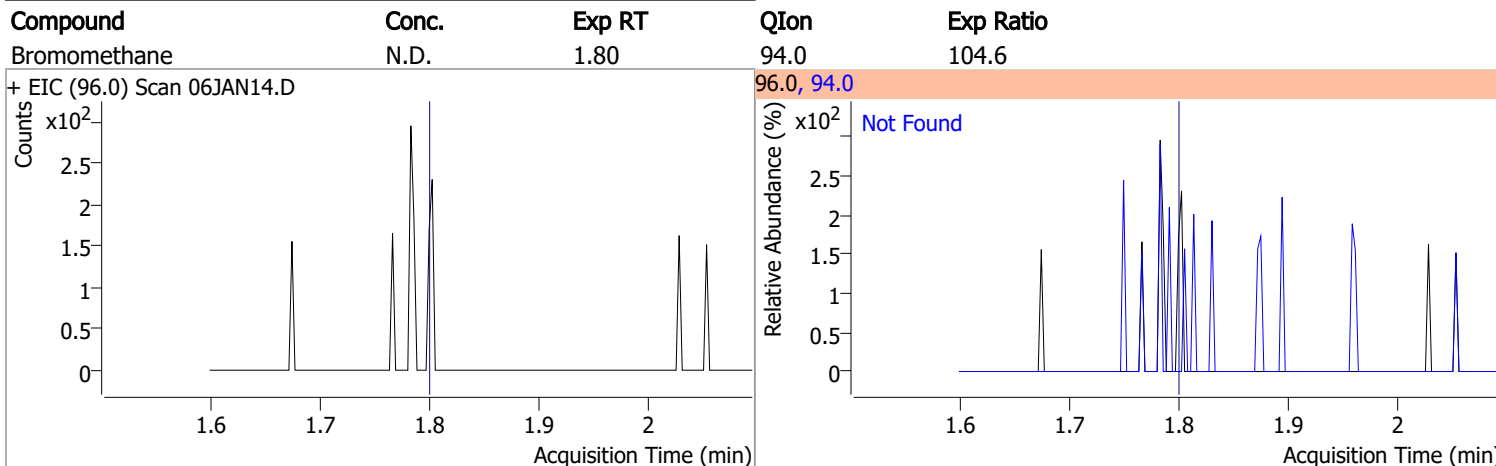 Compound Conc. Exp RT QIon Exp Ratio
Bromomethane N.D. 1.80 94.0 104.6
+ EIC (96.0) Scan 06JAN14.D
Counts
x10²
2.5
2
1.5
1
0.5
0
1.6 1.7 1.8 1.9 2
Acquisition Time (min)
96.0, 94.0
Relative Abundance (%)
x10²
Not Found
2.5
2
1.5
1
0.5
0
1.6 1.7 1.8 1.9 2
Acquisition Time (min)